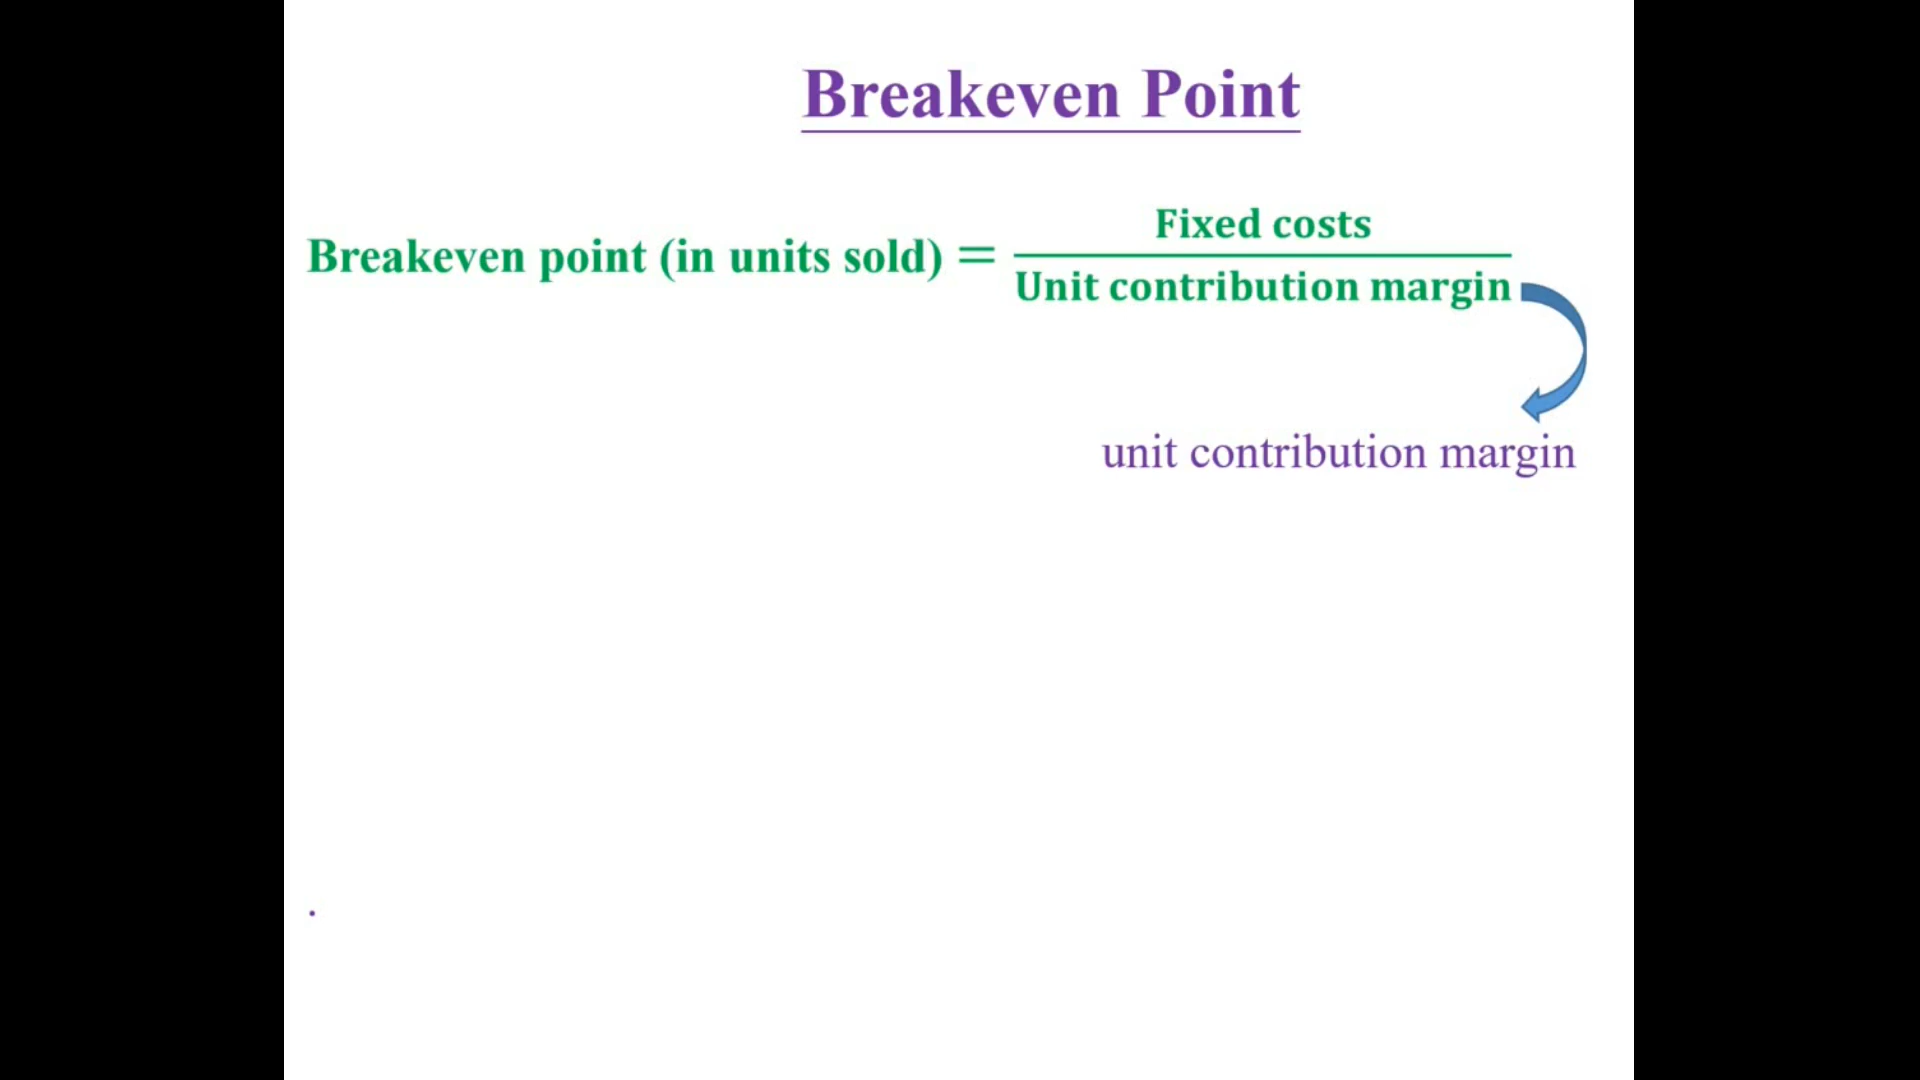 Breakeven Point
Breakeven point (in units sold) = Fixed costs
Unit contribution margin
unit contribution margin
.